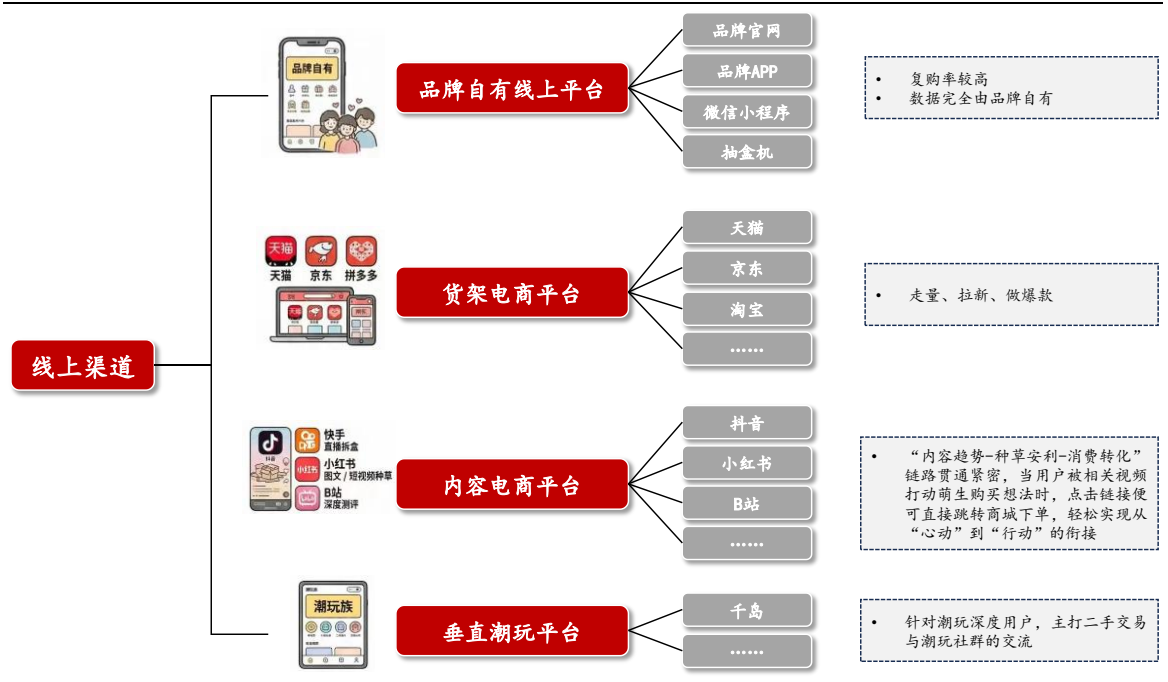 线上渠道
品牌自有
品牌自有线上平台
品牌官网
品牌APP
微信小程序
抽盒机
• 复购率较高
• 数据完全由品牌自有
天猫
天猫 京东 拼多多
货架电商平台
天猫
京东
淘宝
……
• 走量、拉新、做爆款
抖音
快手
直播拆盒
小红书
小红书
图文 / 短视频种草
B站
深度测评
内容电商平台
抖音
小红书
B站
……
• “内容趋势-种草安利-消费转化”
链路贯通紧密，当用户被相关视频
打动萌生购买想法时，点击链接便
可直接跳转商城下单，轻松实现从
“心动”到“行动”的衔接
潮玩族
潮玩族
垂直潮玩平台
千岛
……
• 针对潮玩深度用户，主打二手交易
与潮玩社群的交流